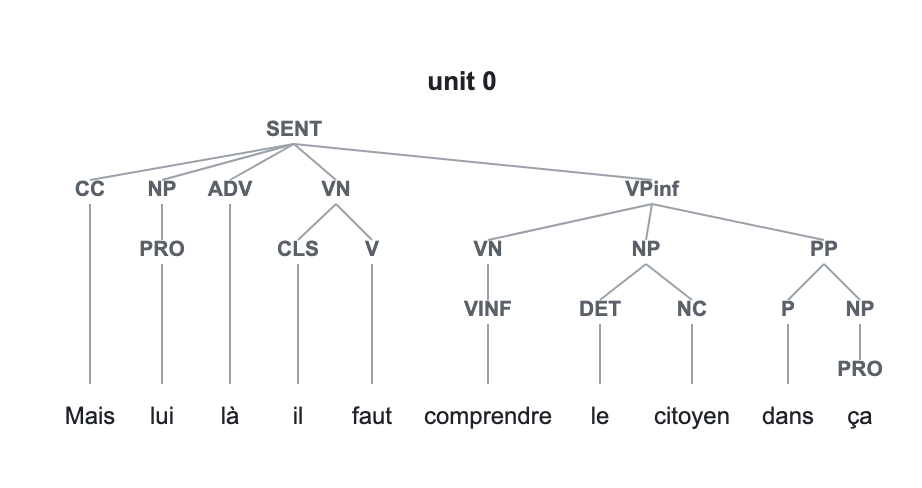 unit 0
SENT
CC NP ADV VN VPinf
PRO CLS V VN NP PP
VINF DET NC P NP
PRO
Mais lui là il faut comprendre le citoyen dans ça